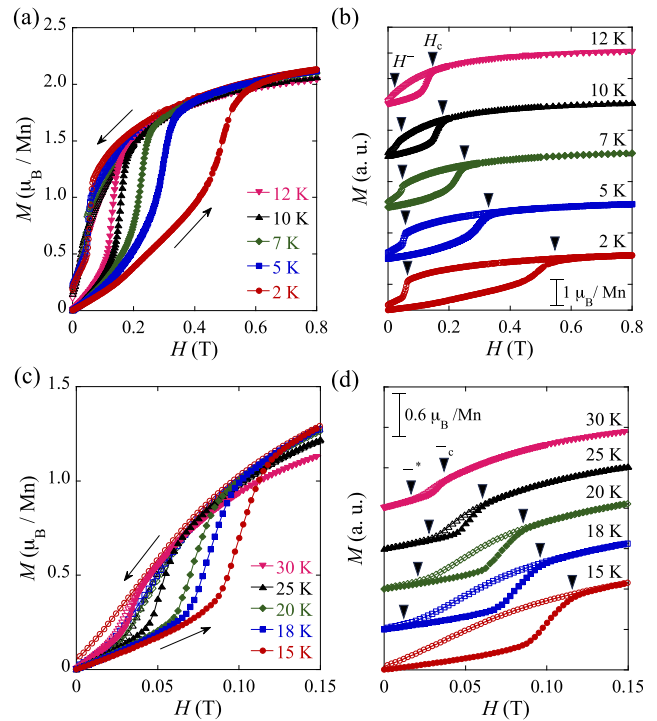 (a)
3.0
2.5
2.0
1.5
1.0
0.5
0
M (μB / Mn)
12 K
10 K
7 K
5 K
2 K
0 0.2 0.4 0.6 0.8
H (T)
(b)
M (a. u.)
H⁻
Hc
12 K
10 K
7 K
5 K
2 K
1 μB/ Mn
0 0.2 0.4 0.6 0.8
H (T)
(c)
1.5
1.0
0.5
0
M (μB / Mn)
30 K
25 K
20 K
18 K
15 K
0 0.05 0.10 0.15
H (T)
(d)
M (a. u.)
0.6 μB /Mn
–*
–c
30 K
25 K
20 K
18 K
15 K
0 0.05 0.10 0.15
H (T)